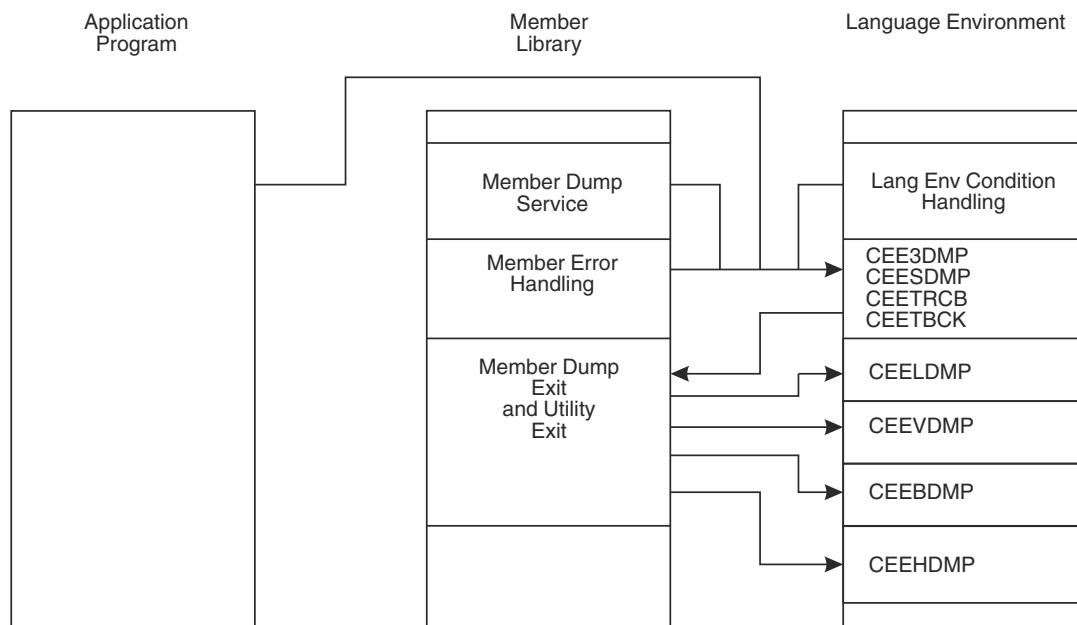 Application
Program
Member
Library
Language Environment
Member Dump
Service
Lang Env Condition
Handling
Member Error
Handling
CEE3DMP
CEESDMP
CEETRCB
CEETBCK
Member Dump
Exit
and Utility
Exit
CEELDMP
CEEVDMP
CEEBDMP
CEEHDMP